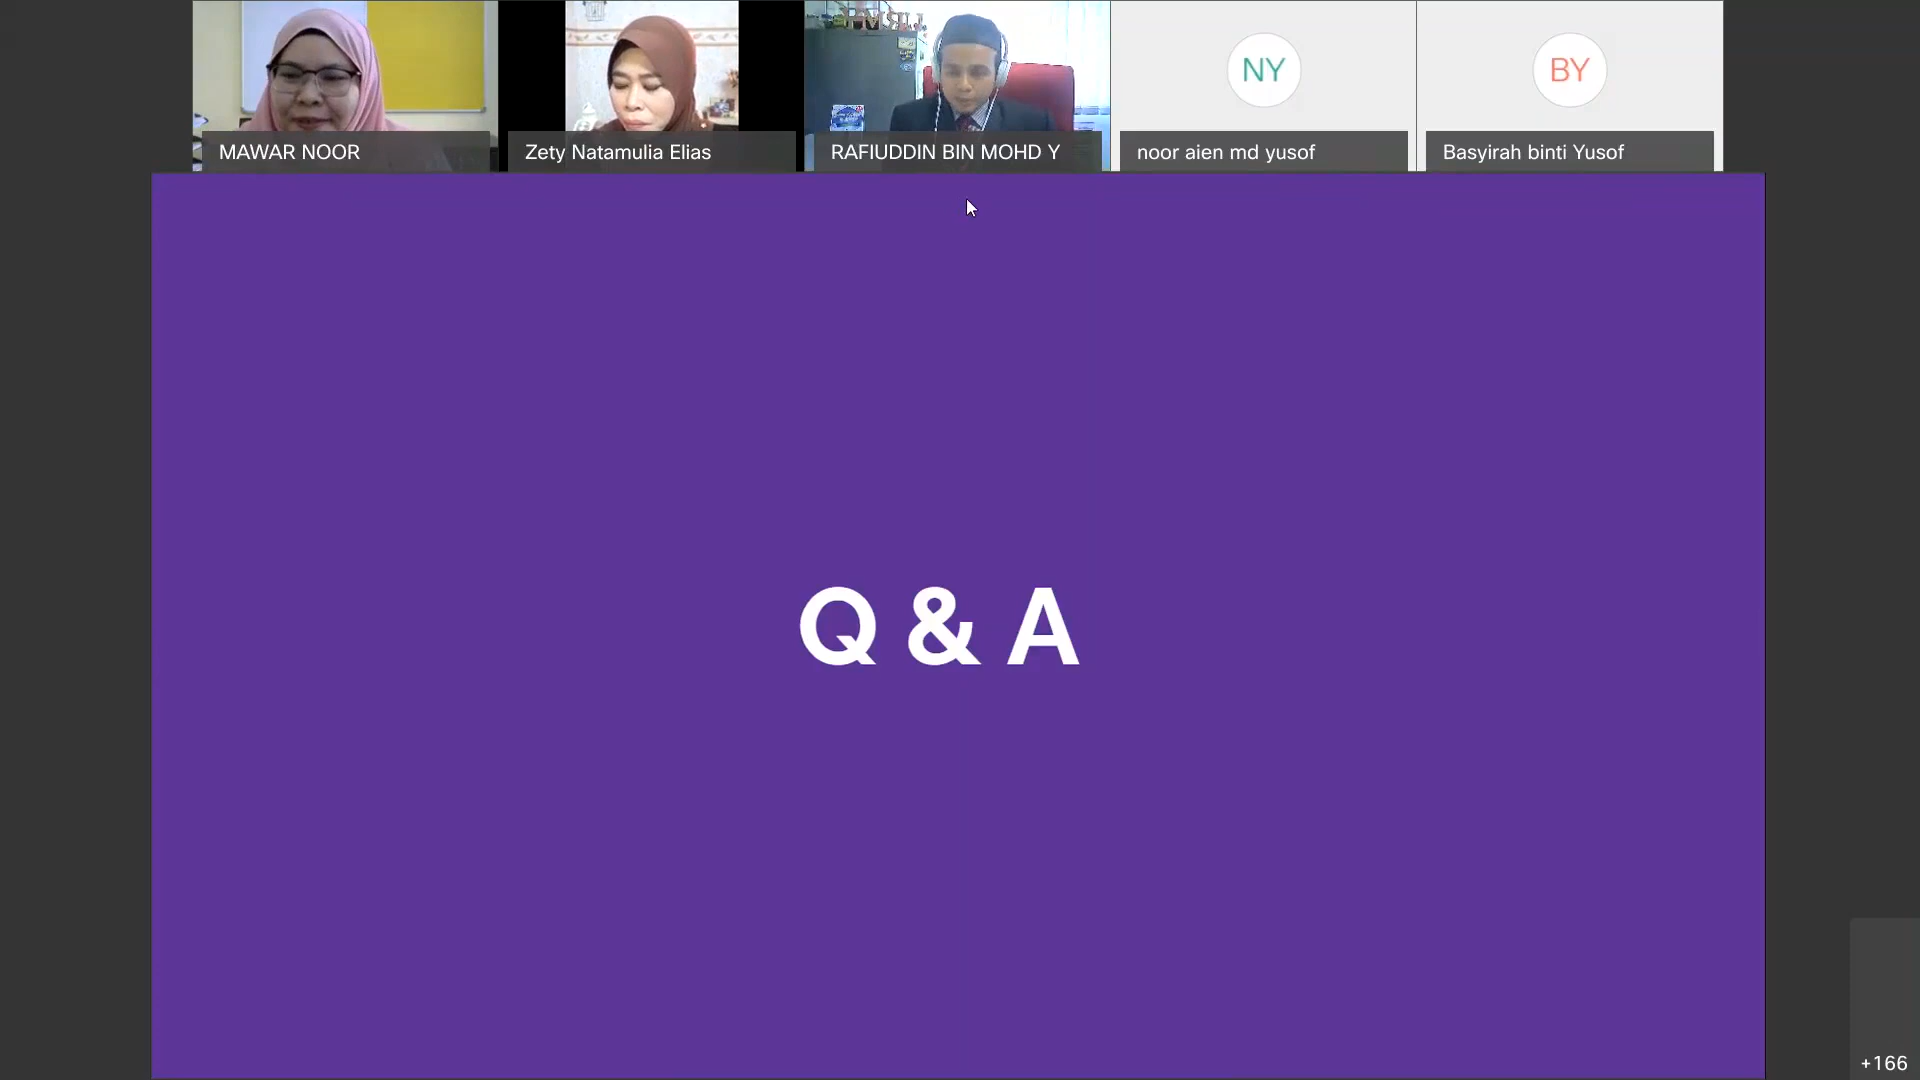 MAWAR NOOR
Zety Natamulia Elias
RAFIUDDIN BIN MOHD Y
NY
noor aien md yusof
BY
Basyirah binti Yusof
Q & A
+166